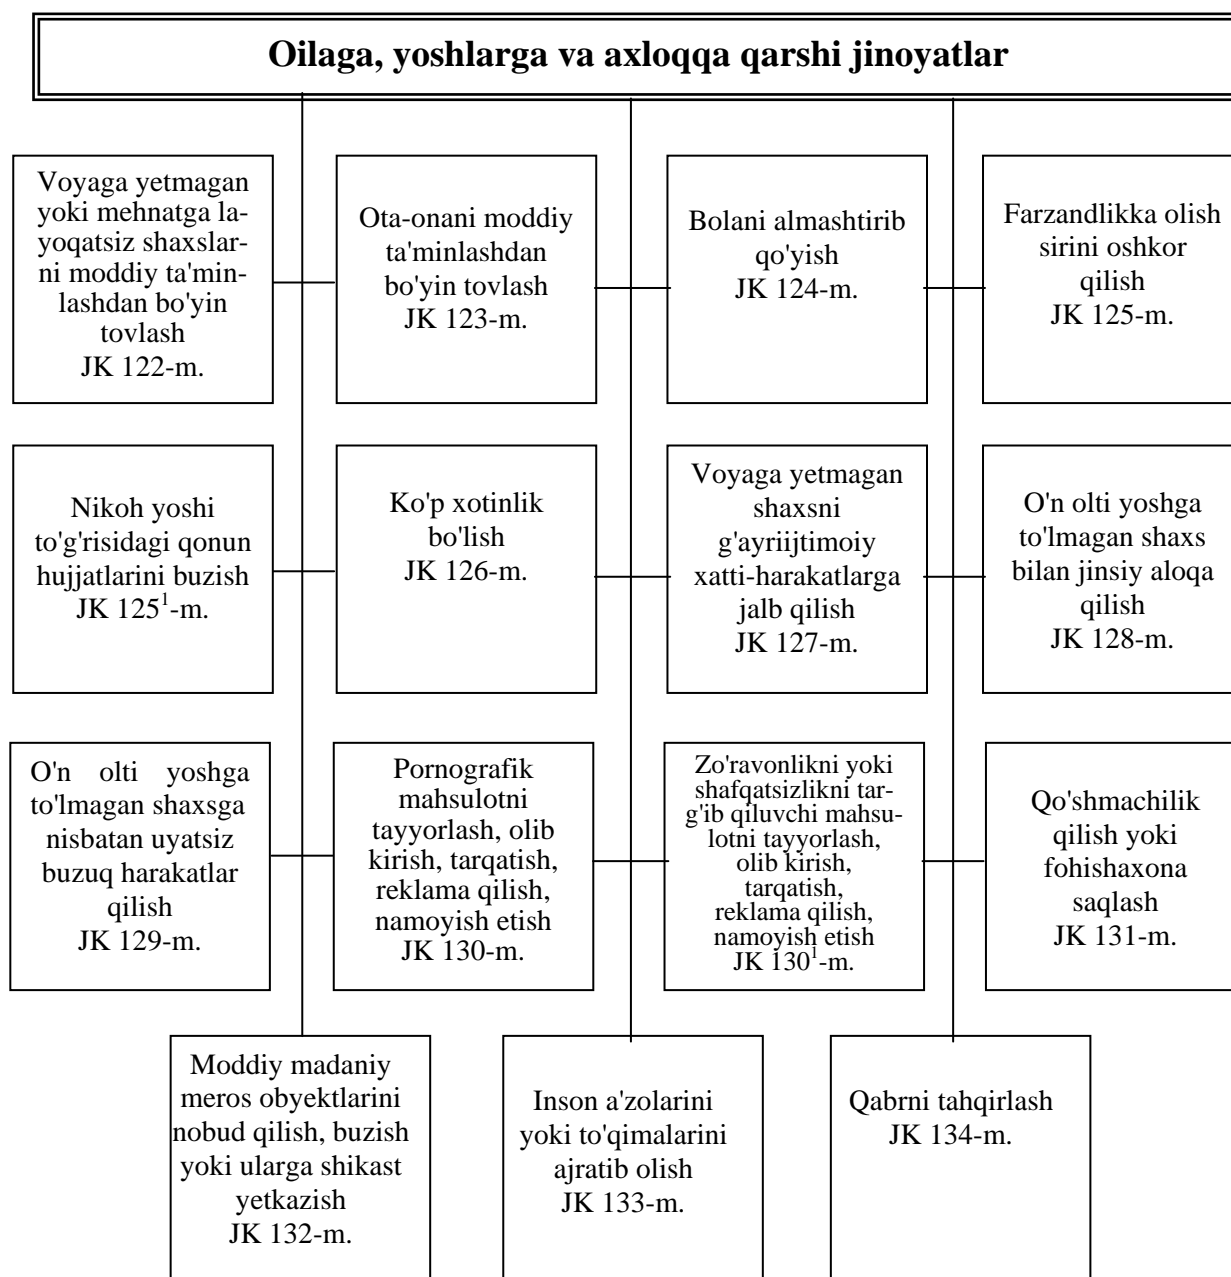 Oilaga, yoshlarga va axloqqa qarshi jinoyatlar
Voyaga yetmagan
yoki mehnatga la-
yoqatsiz shaxslar-
ni moddiy ta'min-
lashdan bo'yin
tovlash
JK 122-m.
Ota-onani moddiy
ta'minlashdan
bo'yin tovlash
JK 123-m.
Bolani almashtirib
qo'yish
JK 124-m.
Farzandlikka olish
sirini oshkor
qilish
JK 125-m.
Nikoh yoshi
to'g'risidagi qonun
hujjatlarini buzish
JK 125¹-m.
Ko'p xotinlik
bo'lish
JK 126-m.
Voyaga yetmagan
shaxsni
g'ayriijtimoiy
xatti-harakatlarga
jalb qilish
JK 127-m.
O'n olti yoshga
to'lmagan shaxs
bilan jinsiy aloqa
qilish
JK 128-m.
O'n olti yoshga
to'lmagan shaxsga
nisbatan uyatsiz
buzuq harakatlar
qilish
JK 129-m.
Pornografik
mahsulotni
tayyorlash, olib
kirish, tarqatish,
reklama qilish,
namoyish etish
JK 130-m.
Zo'ravonlikni yoki
shafqatsizlikni tar-
g'ib qiluvchi mahsu-
lotni tayyorlash,
olib kirish,
tarqatish,
reklama qilish,
namoyish etish
JK 130¹-m.
Qo'shmachilik
qilish yoki
fohishaxona
saqlash
JK 131-m.
Moddiy madaniy
meros obyektlarini
nobud qilish, buzish
yoki ularga shikast
yetkazish
JK 132-m.
Inson a'zolarini
yoki to'qimalarini
ajratib olish
JK 133-m.
Qabrni tahqirlash
JK 134-m.